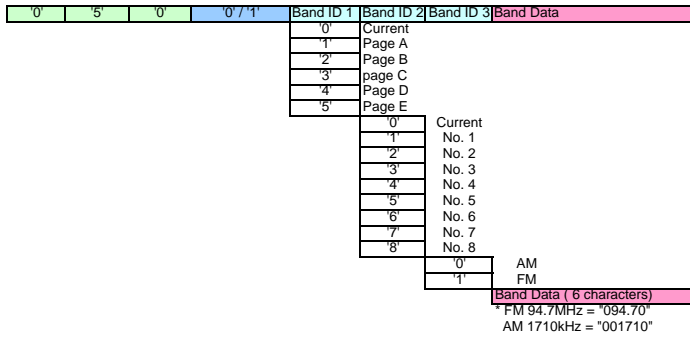 '0' '5' '0' '0' / '1' Band ID 1 Band ID 2 Band ID 3 Band Data
'0' Current
'1' Page A
'2' Page B
'3' page C
'4' Page D
'5' Page E
'0' Current
'1' No. 1
'2' No. 2
'3' No. 3
'4' No. 4
'5' No. 5
'6' No. 6
'7' No. 7
'8' No. 8
'0' AM
'1' FM
Band Data ( 6 characters)
* FM 94.7MHz = "094.70"
AM 1710kHz = "001710"